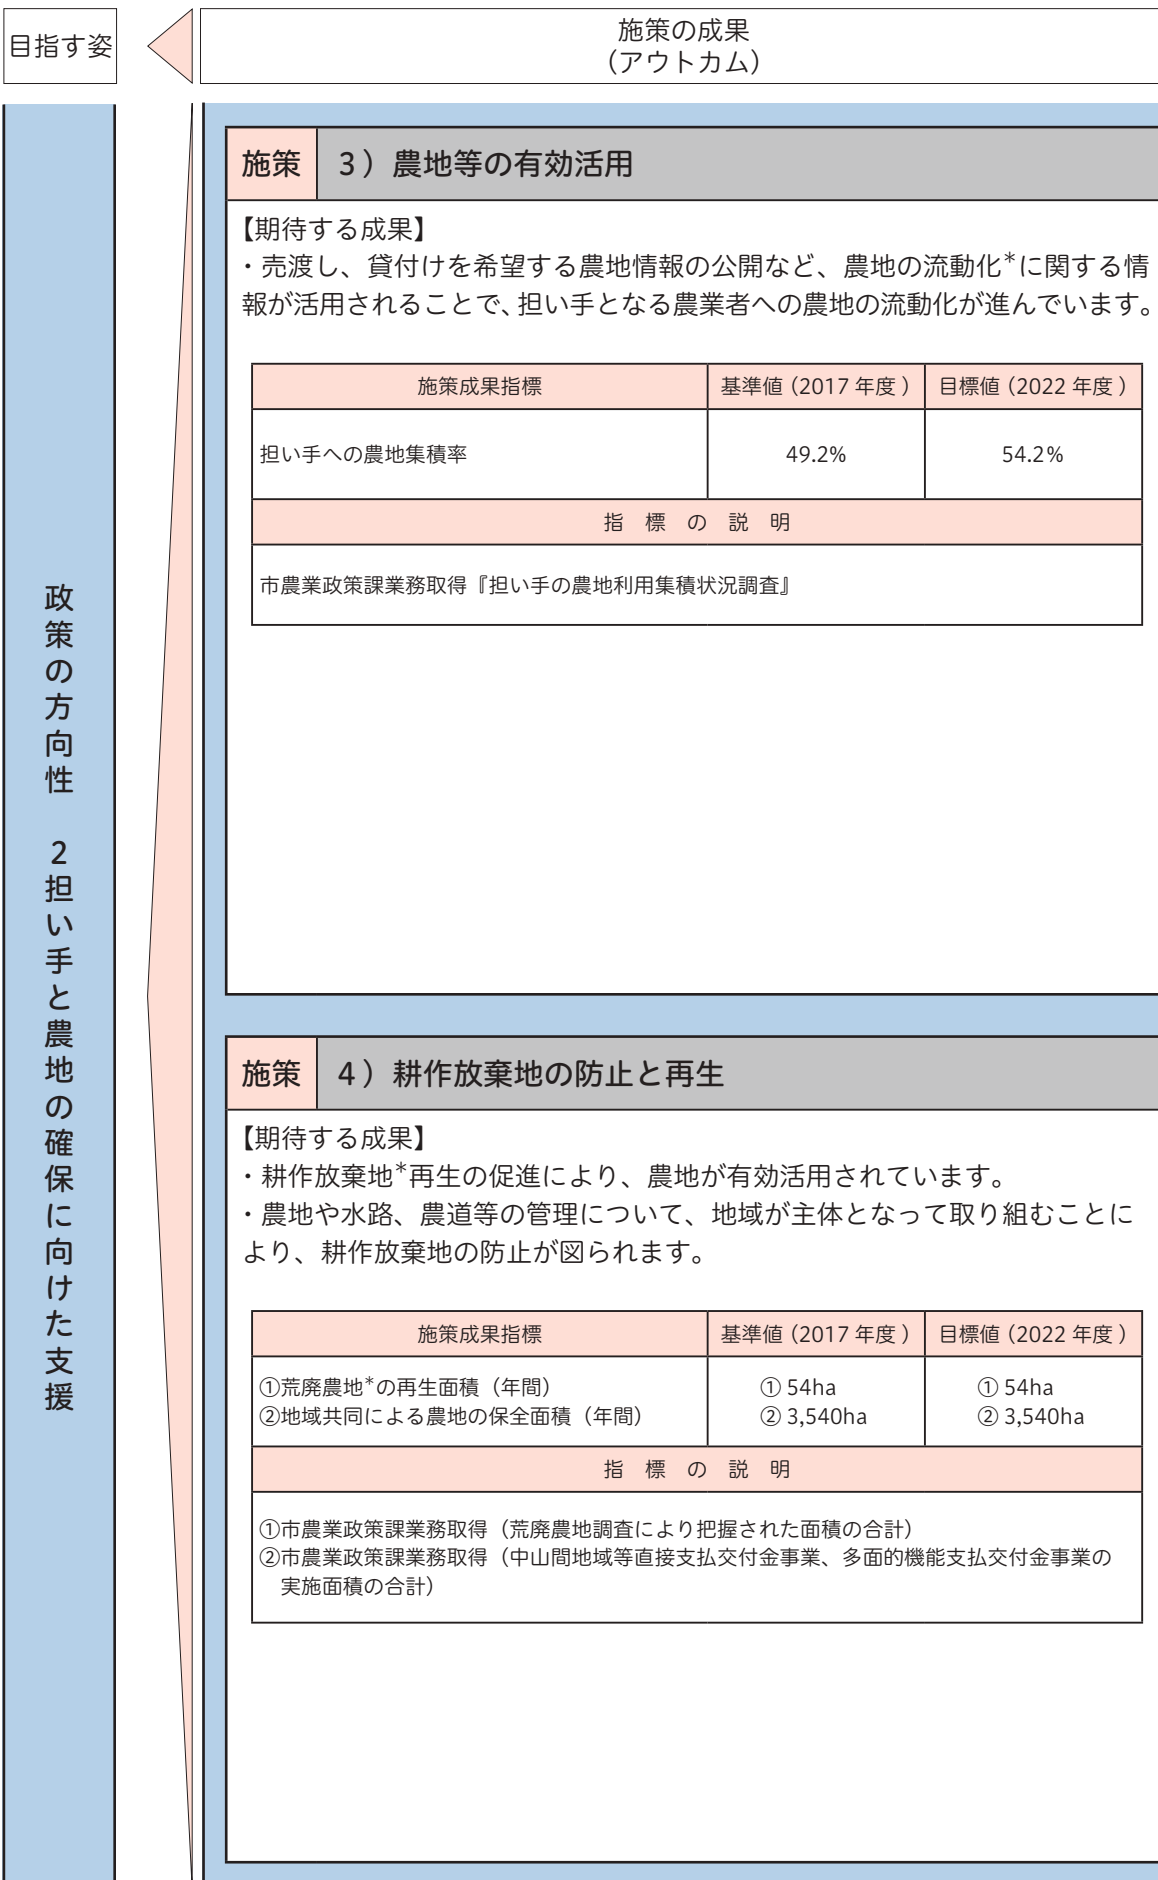 目指す姿
施策の成果
(アウトカム)
政策の方向性 2担い手と農地の確保に向けた支援
施策 3）農地等の有効活用
【期待する成果】
・売渡し、貸付けを希望する農地情報の公開など、農地の流動化*に関する情
報が活用されることで、担い手となる農業者への農地の流動化が進んでいます。
施策成果指標 基準値（2017 年度） 目標値（2022 年度）
担い手への農地集積率 49.2% 54.2%
指 標 の 説 明
市農業政策課業務取得『担い手の農地利用集積状況調査』
施策 4）耕作放棄地の防止と再生
【期待する成果】
・耕作放棄地*再生の促進により、農地が有効活用されています。
・農地や水路、農道等の管理について、地域が主体となって取り組むことに
より、耕作放棄地の防止が図られます。
施策成果指標 基準値（2017 年度） 目標値（2022 年度）
①荒廃農地*の再生面積（年間） ① 54ha ① 54ha
②地域共同による農地の保全面積（年間） ② 3,540ha ② 3,540ha
指 標 の 説 明
①市農業政策課業務取得（荒廃農地調査により把握された面積の合計）
②市農業政策課業務取得（中山間地域等直接支払交付金事業、多面的機能支払交付金事業の
実施面積の合計）